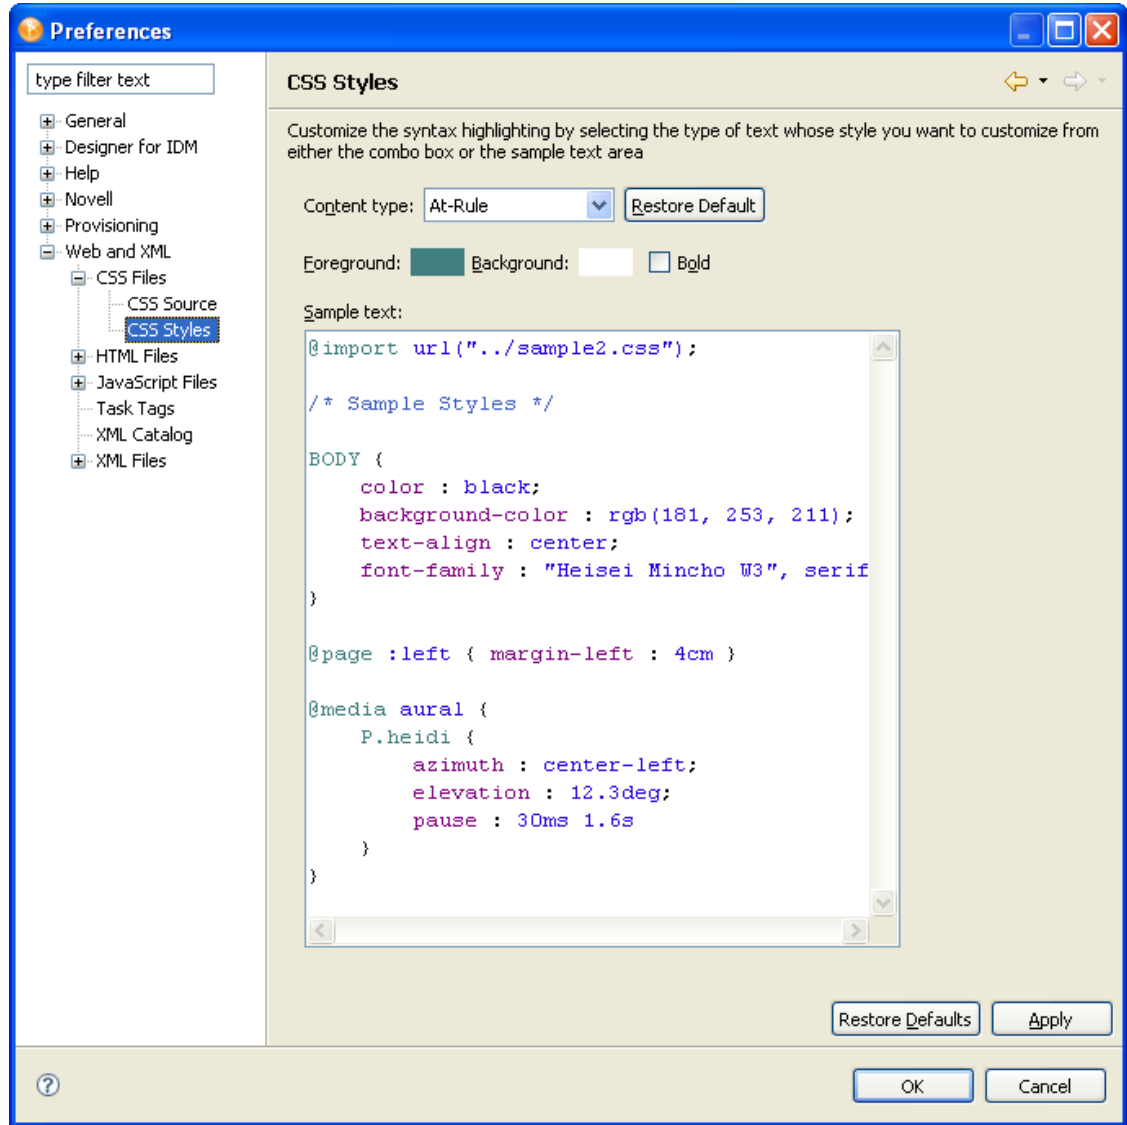 Preferences
type filter text
General
Designer for IDM
Help
Novell
Provisioning
Web and XML
CSS Files
CSS Source
CSS Styles
HTML Files
JavaScript Files
Task Tags
XML Catalog
XML Files
CSS Styles
Customize the syntax highlighting by selecting the type of text whose style you want to customize from
either the combo box or the sample text area
Content type: At-Rule Restore Default
Foreground: Background: Bold
Sample text:
@import url("../sample2.css");
/* Sample Styles */
BODY {
    color : black;
    background-color : rgb(181, 253, 211);
    text-align : center;
    font-family : "Heisei Mincho W3", serif
}
@page :left { margin-left : 4cm }
@media aural {
    P.heidi {
        azimuth : center-left;
        elevation : 12.3deg;
        pause : 30ms 1.6s
    }
}
Restore Defaults Apply
? OK Cancel